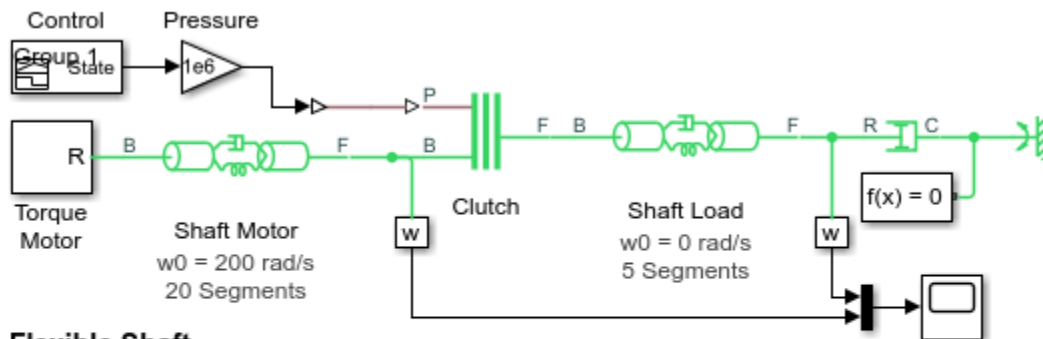 Control
Pressure
Group 1
State
1e6
P
R
B
F
B
F
B
F
R
C
Torque
Motor
Shaft Motor
w0 = 200 rad/s
20 Segments
w
Clutch
Shaft Load
w0 = 0 rad/s
5 Segments
w
f(x) = 0
Flexible Shaft